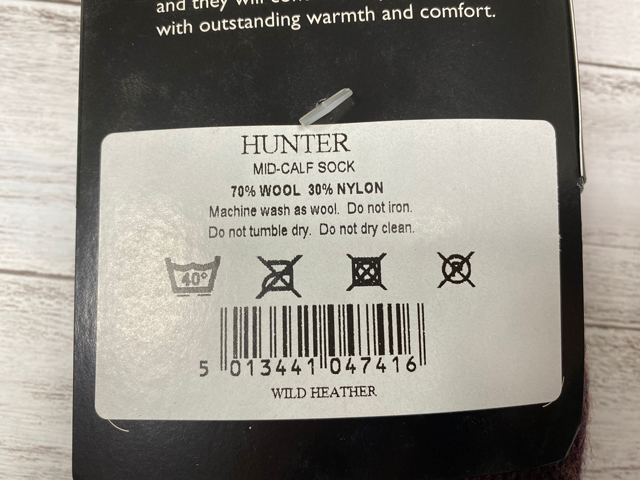 with outstanding warmth and comfort.
HUNTER
MID-CALF SOCK
70% WOOL 30% NYLON
Machine wash as wool. Do not iron.
Do not tumble dry. Do not dry clean.
40° P
5 013441 047416
WILD HEATHER